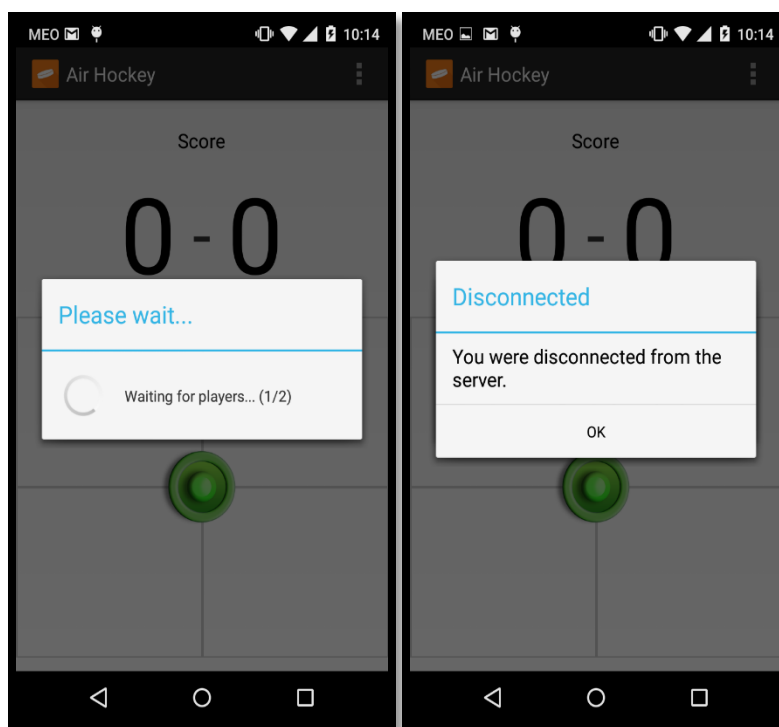 MEO 10:14
Air Hockey
Score
0 - 0
Please wait...
Waiting for players... (1/2)
MEO 10:14
Air Hockey
Score
0 - 0
Disconnected
You were disconnected from the
server.
OK